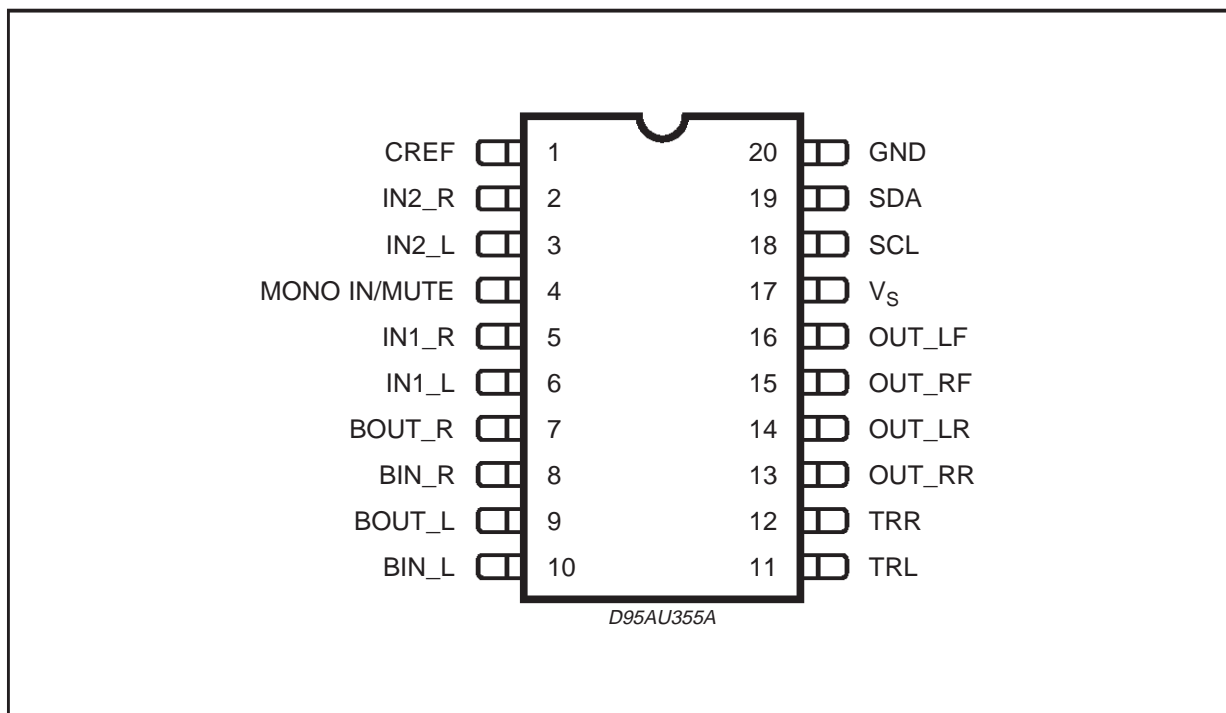 CREF 1 20 GND
IN2_R 2 19 SDA
IN2_L 3 18 SCL
MONO IN/MUTE 4 17 VS
IN1_R 5 16 OUT_LF
IN1_L 6 15 OUT_RF
BOUT_R 7 14 OUT_LR
BIN_R 8 13 OUT_RR
BOUT_L 9 12 TRR
BIN_L 10 11 TRL
D95AU355A